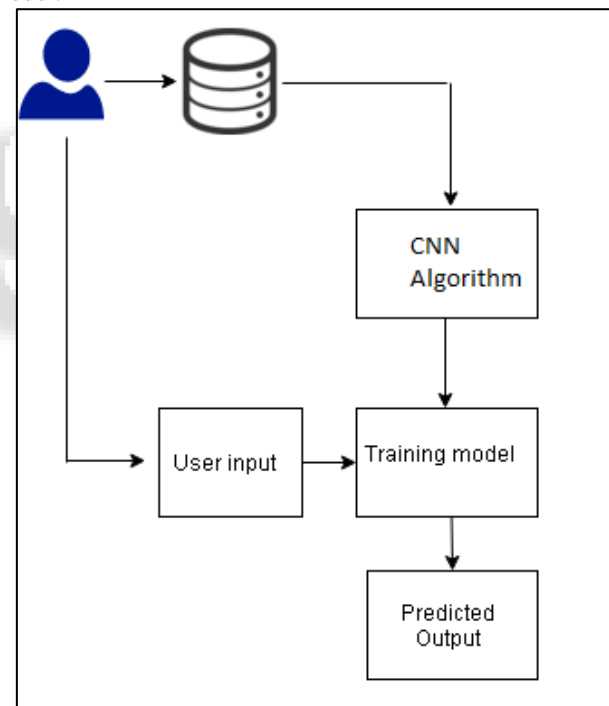 CNN
Algorithm
User input
Training model
Predicted
Output